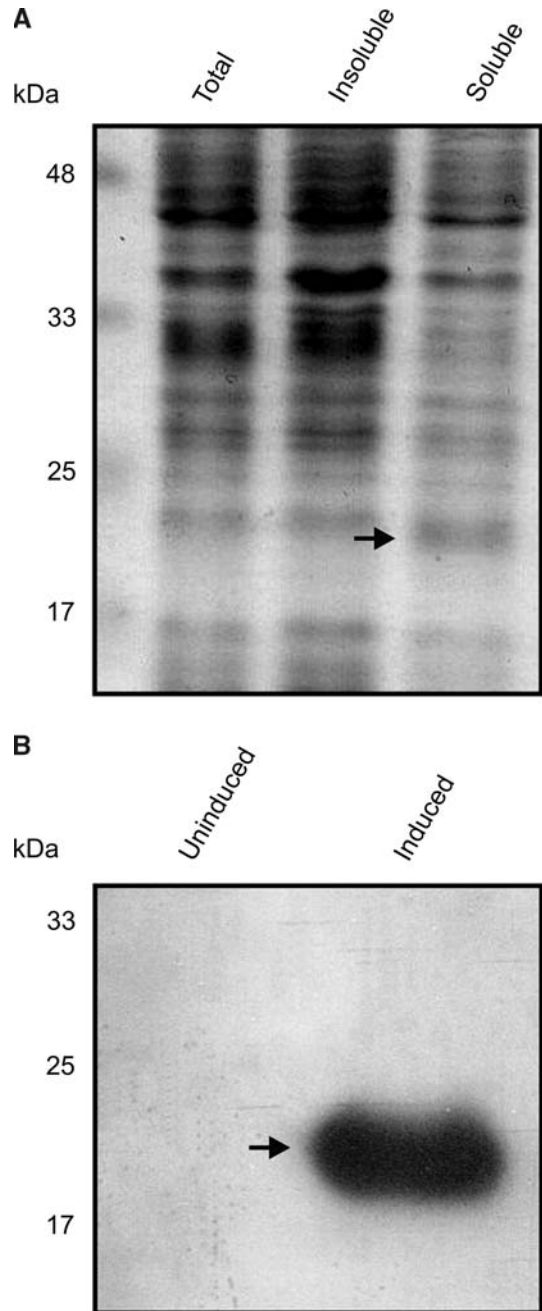 A
kDa
Total
Insoluble
Soluble
48
33
25
17
B
kDa
Uninduced
Induced
33
25
17